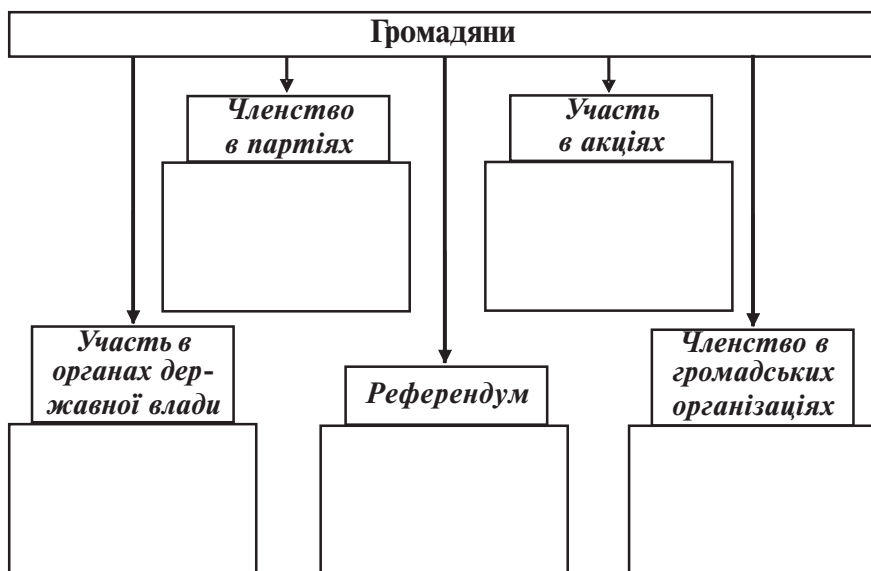 Громадяни
Членство
в партіях
Участь
в акціях
Участь в
органах дер-
жавної влади
Референдум
Членство в
громадських
організаціях